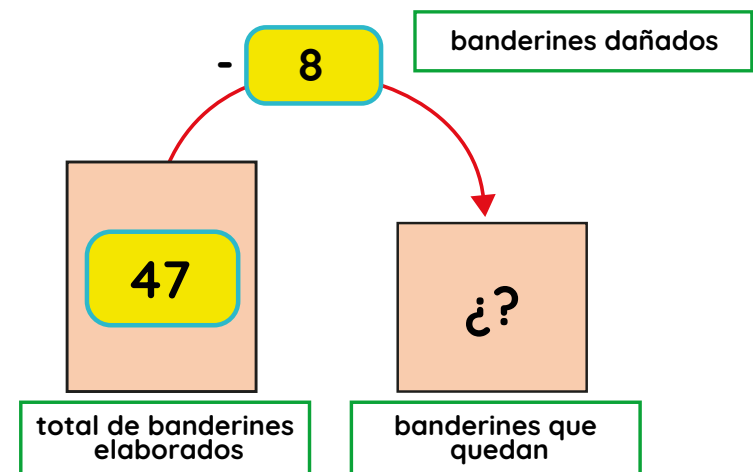 banderines dañados
- 8
47
¿?
total de banderines
elaborados
banderines que
quedan